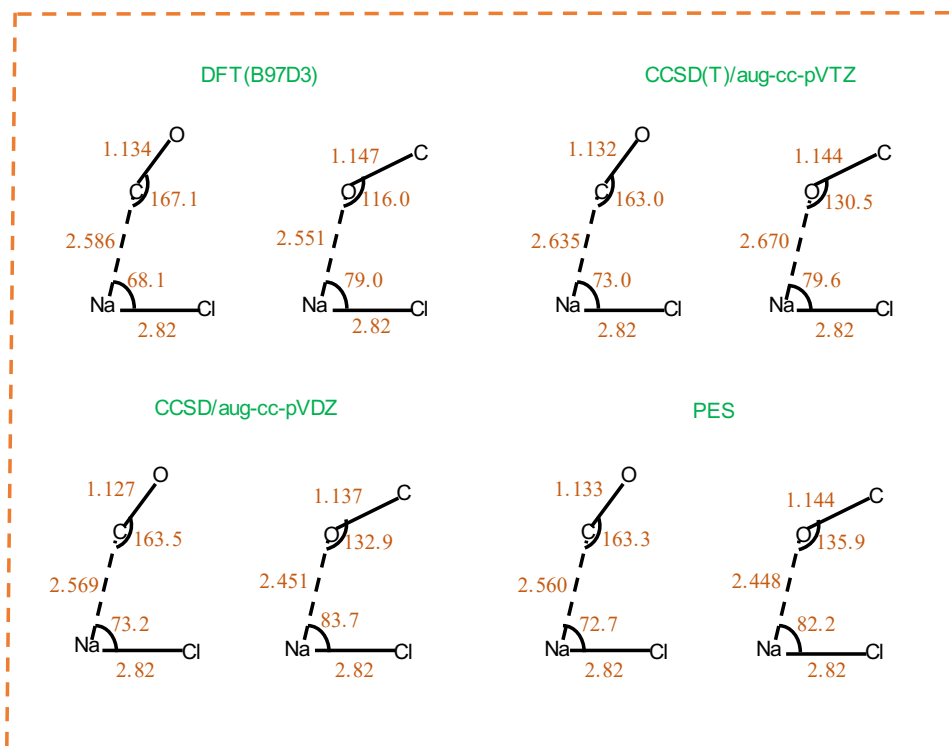 DFT(B97D3)
CCSD(T)/aug-cc-pVTZ
O
1.134
C
167.1
2.586
68.1
Na
Cl
2.82
1.147
C
O
116.0
2.551
79.0
Na
Cl
2.82
O
1.132
C
163.0
2.635
73.0
Na
Cl
2.82
1.144
C
O
130.5
2.670
79.6
Na
Cl
2.82
CCSD/aug-cc-pVDZ
PES
O
1.127
C
163.5
2.569
73.2
Na
Cl
2.82
1.137
C
O
132.9
2.451
83.7
Na
Cl
2.82
O
1.133
C
163.3
2.560
72.7
Na
Cl
2.82
1.144
C
O
135.9
2.448
82.2
Na
Cl
2.82